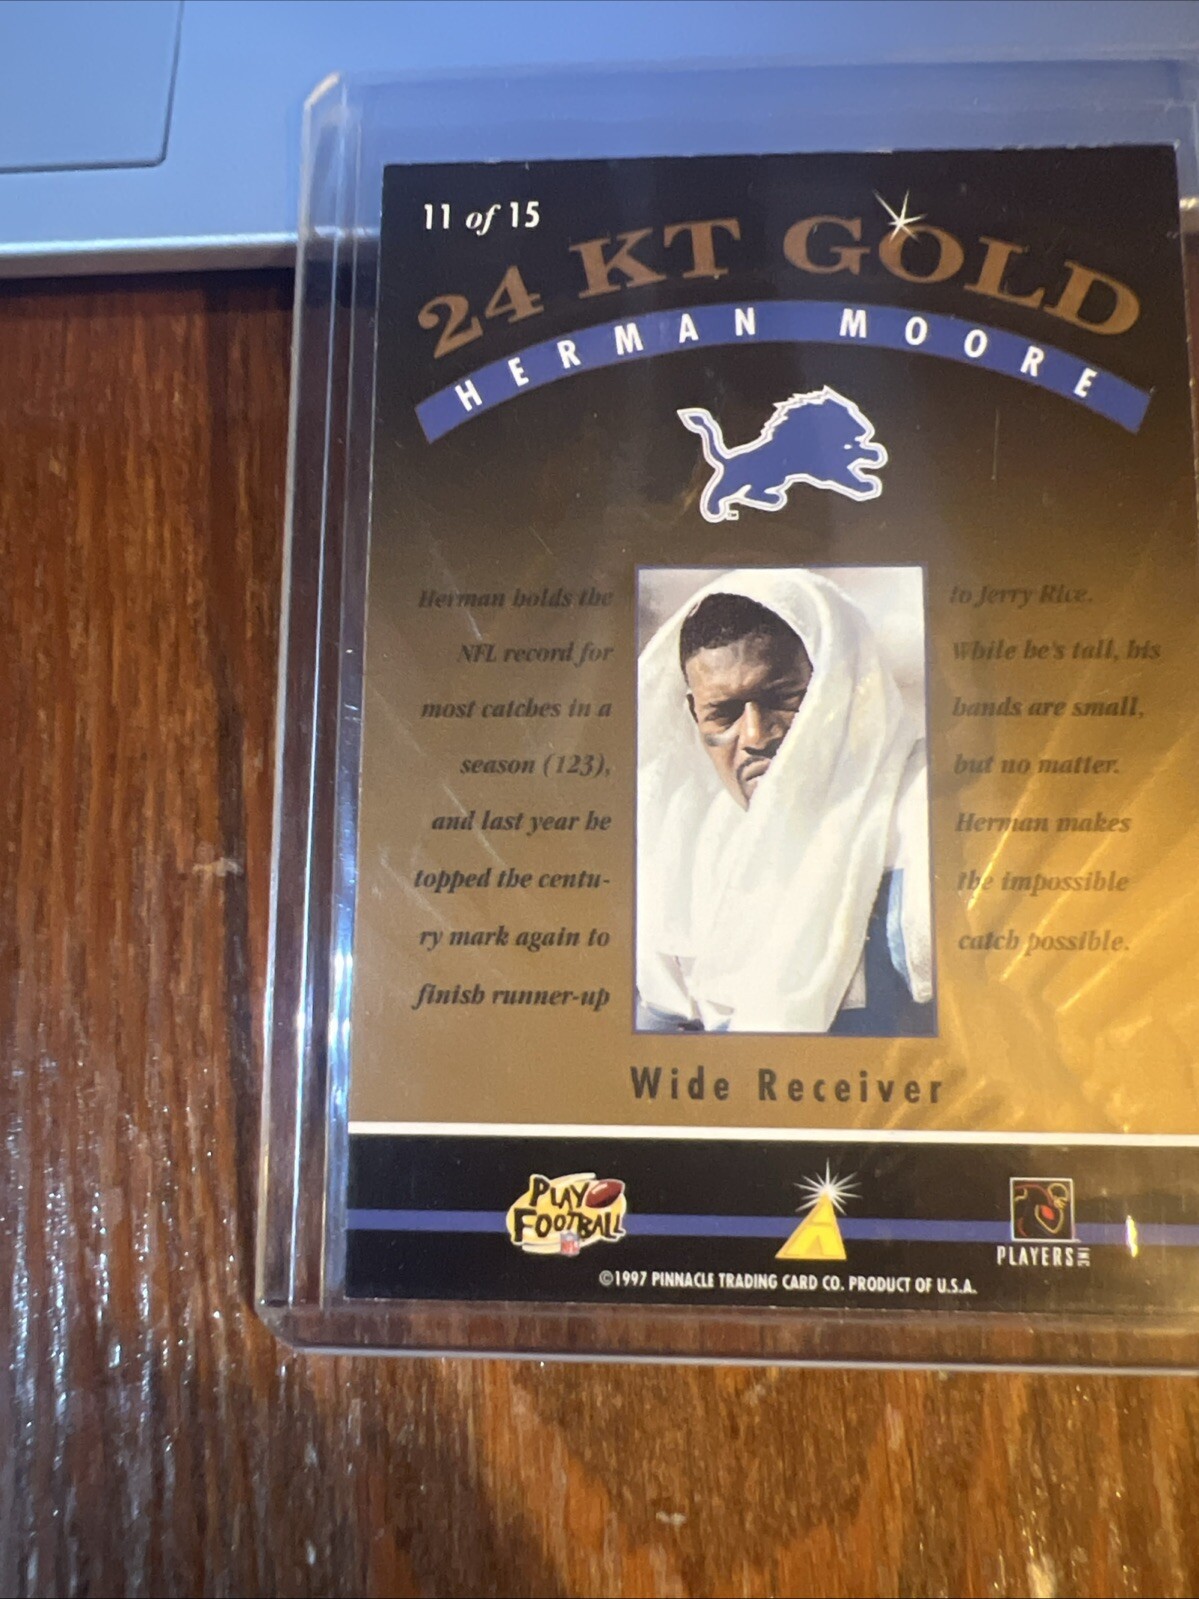 11 of 15
24 KT GOLD
HERMAN MOORE
Herman holds the
NFL record for
most catches in a
season (123),
and last year he
topped the centu-
ry mark again to
finish runner-up
to Jerry Rice.
While he's tall, his
hands are small,
but no matter.
Herman makes
the impossible
catch possible.
Wide Receiver
PLAY
FOOTBALL
NFL
PLAYERS INC
©1997 PINNACLE TRADING CARD CO. PRODUCT OF U.S.A.